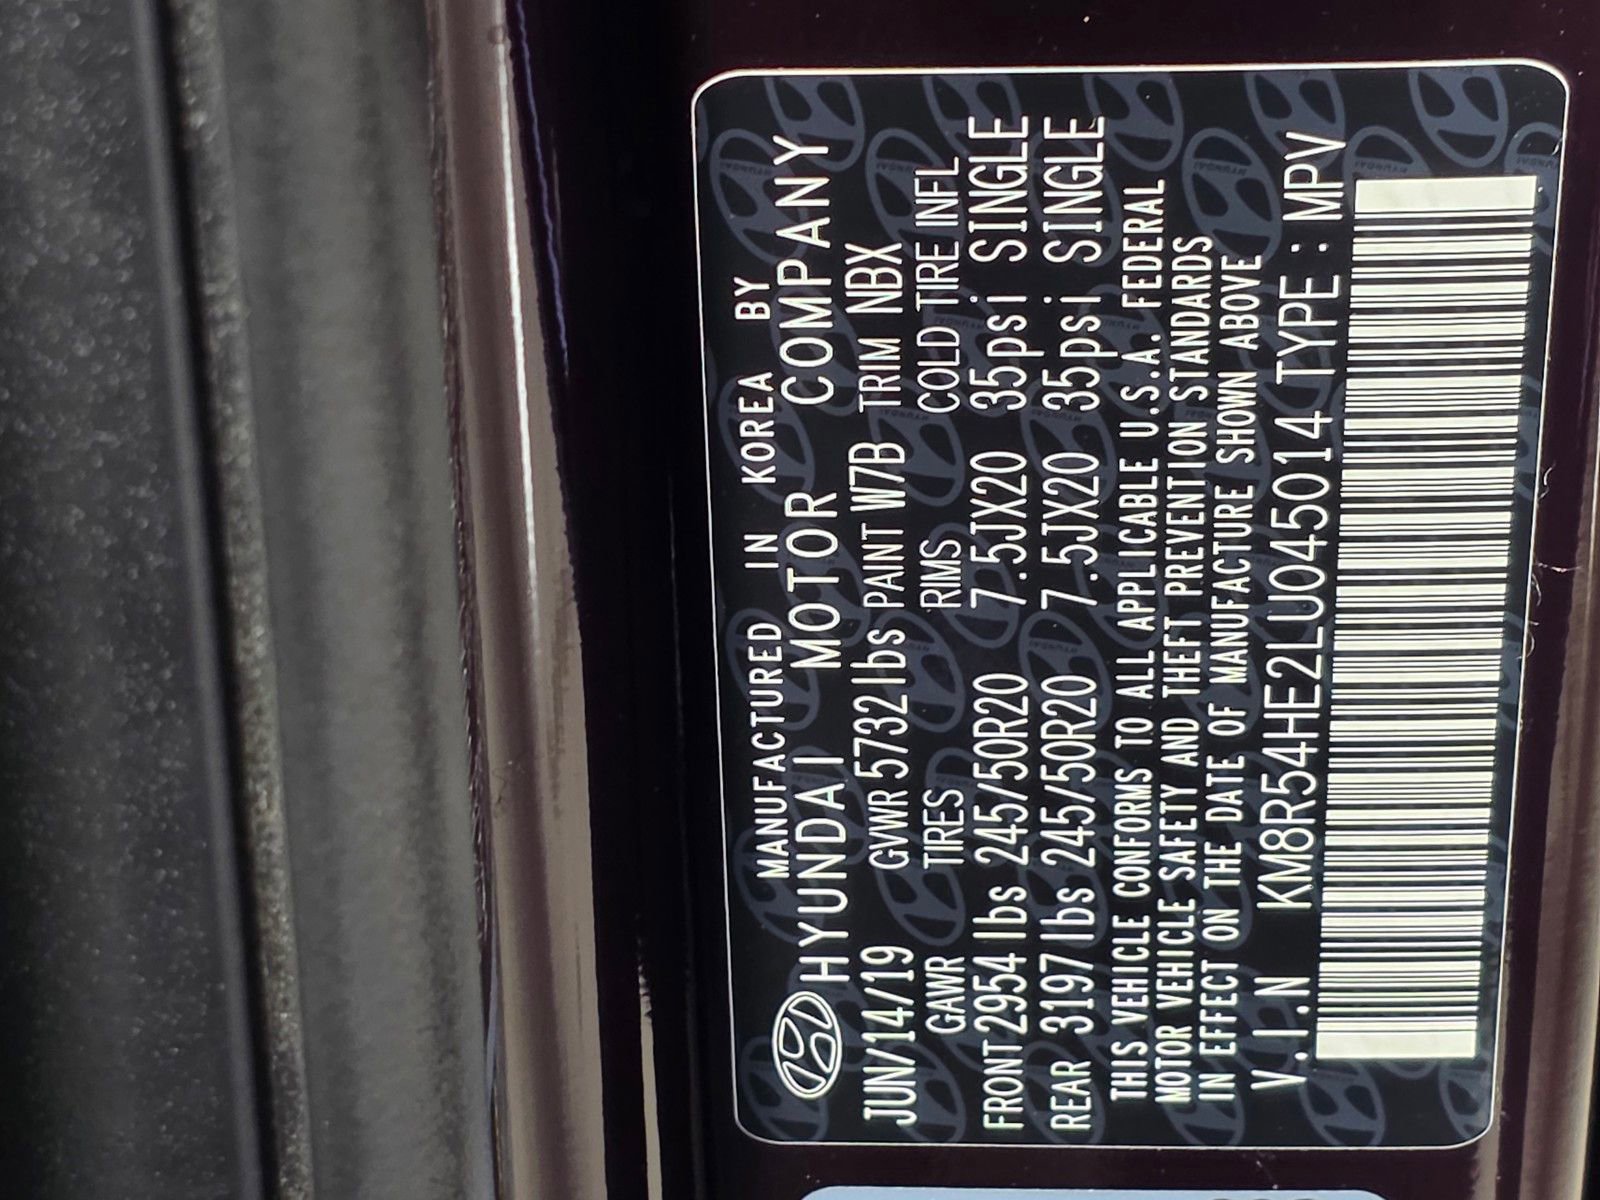 MANUFACTURED IN KOREA BY
HYUNDAI MOTOR COMPANY
JUN/14/19 GVWR 5732lbs PAINT W7B TRIM NBX
GAWR TIRES RIMS COLD TIRE INFL
FRONT 2954 lbs 245/50R20 7.5JX20 35psi SINGLE
REAR 3197 lbs 245/50R20 7.5JX20 35psi SINGLE
THIS VEHICLE CONFORMS TO ALL APPLICABLE U.S.A. FEDERAL
MOTOR VEHICLE SAFETY AND THEFT PREVENTION STANDARDS
IN EFFECT ON THE DATE OF MANUFACTURE SHOWN ABOVE
V.I.N KM8R54HE2LU045014 TYPE : MPV